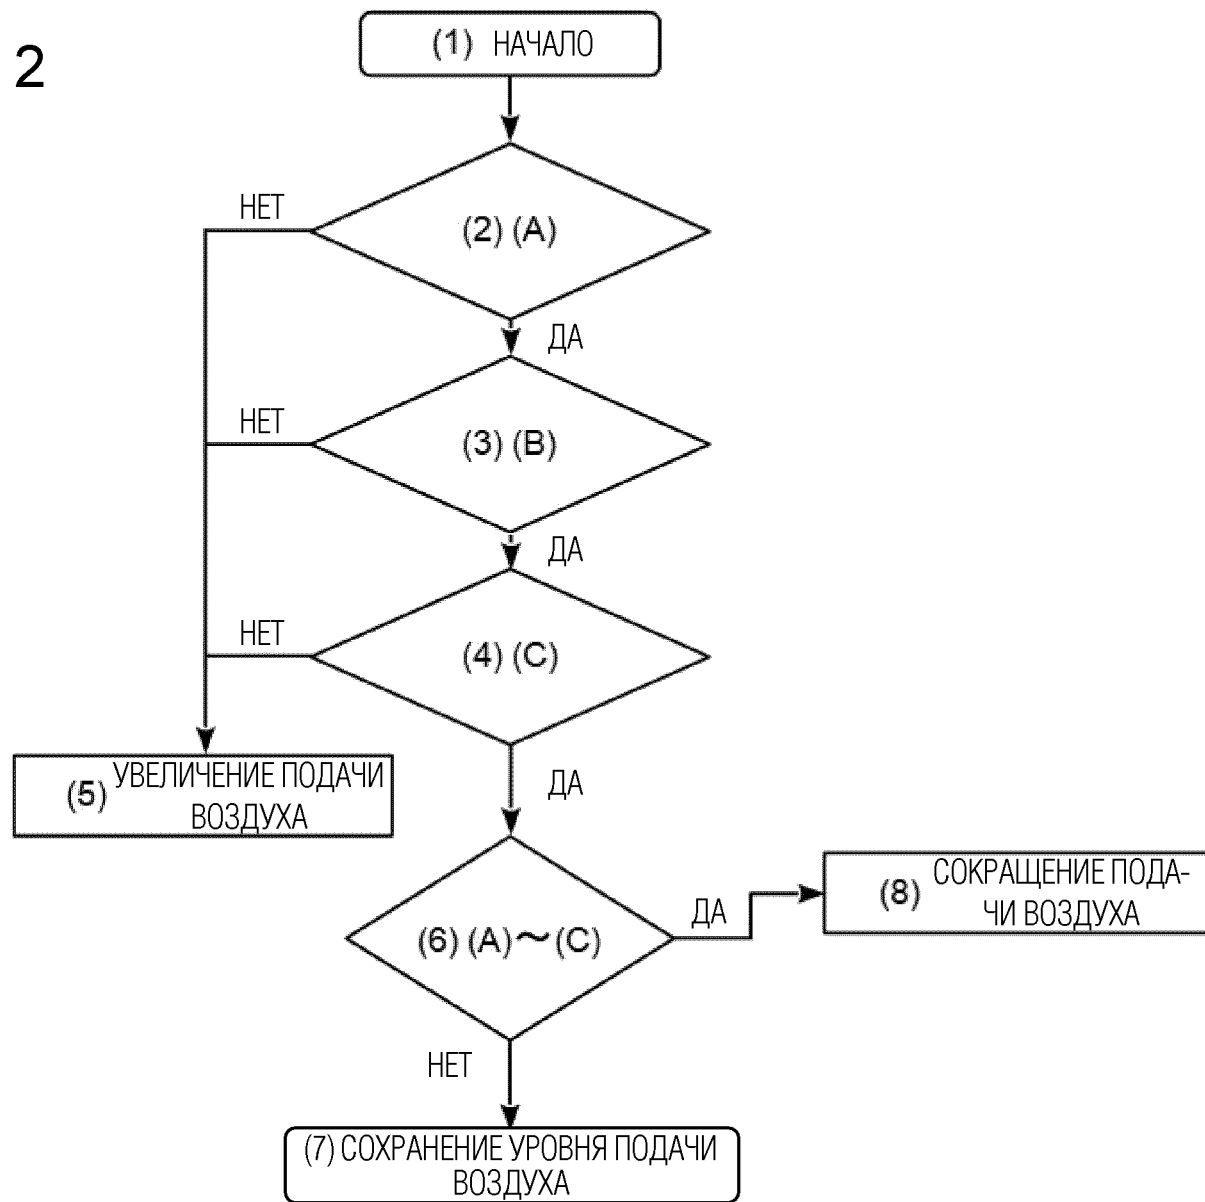 2
(1) НАЧАЛО
НЕТ
(2) (A)
ДА
НЕТ
(3) (B)
ДА
НЕТ
(4) (C)
ДА
(5) УВЕЛИЧЕНИЕ ПОДАЧИ
ВОЗДУХА
(6) (A)～(C)
ДА
(8) СОКРАЩЕНИЕ ПОДА-
ЧИ ВОЗДУХА
НЕТ
(7) СОХРАНЕНИЕ УРОВНЯ ПОДАЧИ
ВОЗДУХА